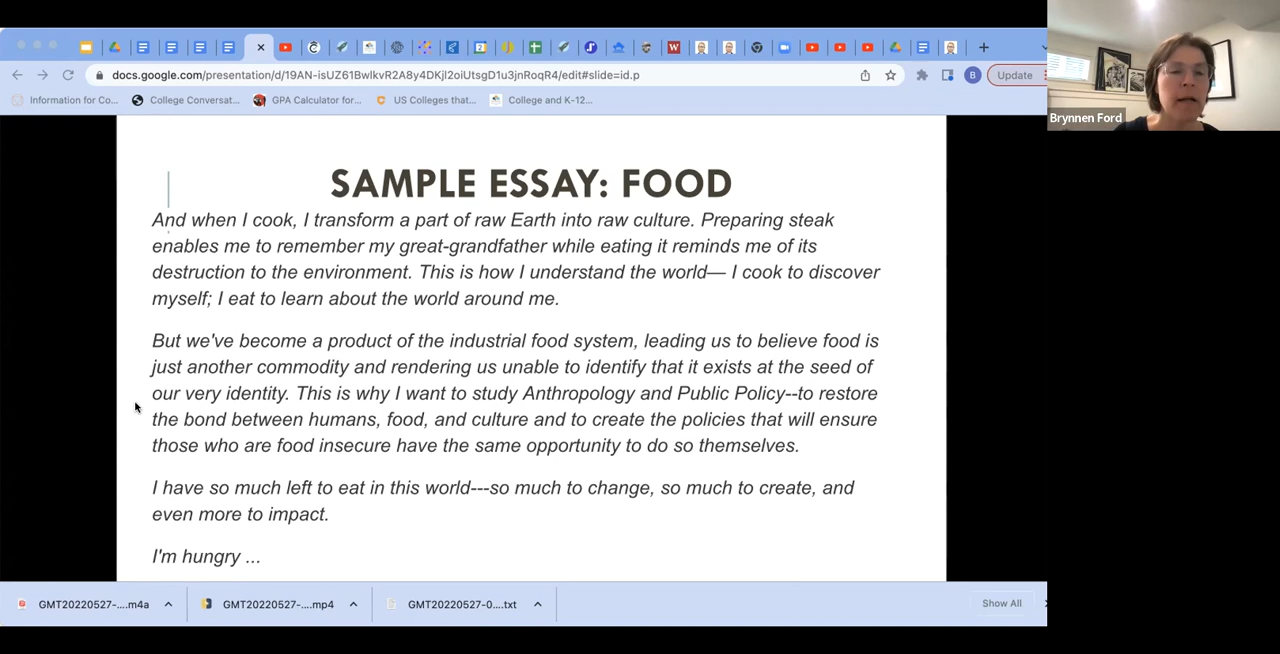 docs.google.com/presentation/d/19AN-isUZ61BwlkvR2A8y4DKjl2oiUtsgD1u3jnRoqR4/edit#slide=id.p
B
Update
Information for Co...
College Conversat...
GPA Calculator for...
US Colleges that...
College and K-12...
Brynnen Ford
SAMPLE ESSAY: FOOD
And when I cook, I transform a part of raw Earth into raw culture. Preparing steak
enables me to remember my great-grandfather while eating it reminds me of its
destruction to the environment. This is how I understand the world— I cook to discover
myself; I eat to learn about the world around me.
But we've become a product of the industrial food system, leading us to believe food is
just another commodity and rendering us unable to identify that it exists at the seed of
our very identity. This is why I want to study Anthropology and Public Policy--to restore
the bond between humans, food, and culture and to create the policies that will ensure
those who are food insecure have the same opportunity to do so themselves.
I have so much left to eat in this world---so much to change, so much to create, and
even more to impact.
I'm hungry ...
GMT20220527-....m4a
GMT20220527-....mp4
GMT20220527-0....txt
Show All